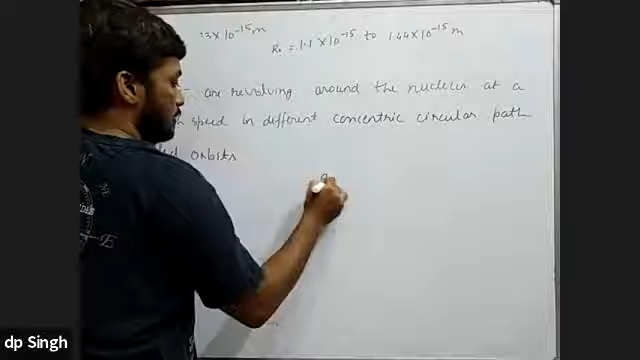 .3 X 10^-15 m
R₀ = 1.1 X 10^-15 to 1.44 X 10^-15 m
are revolving around the nucleus at a
speed in different concentric circular path
orbits
dp Singh